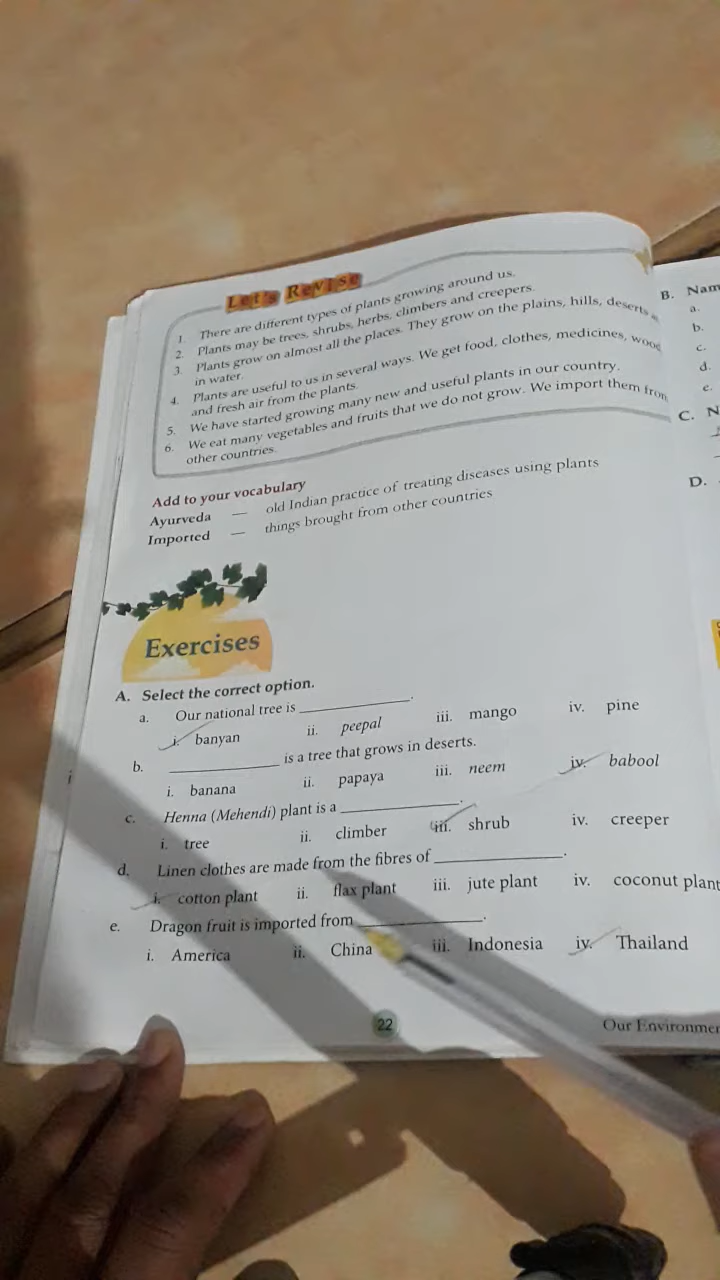 Let's Revise
1. There are different types of plants growing around us.
2. Plants may be trees, shrubs, herbs, climbers and creepers.
3. Plants grow on almost all the places. They grow on the plains, hills, deserts
in water.
4. Plants are useful to us in several ways. We get food, clothes, medicines,
and fresh air from the plants.
5. We have started growing many new and useful plants in our country.
6. We eat many vegetables and fruits that we do not grow. We import them from
other countries.
Add to your vocabulary
Ayurveda — old Indian practice of treating diseases using plants
Imported — things brought from other countries
Exercises
A. Select the correct option.
a. Our national tree is ____________.
i. banyan ii. peepal iii. mango iv. pine
b. ____________ is a tree that grows in deserts.
i. banana ii. papaya iii. neem iv. babool
c. Henna (Mehendi) plant is a ____________.
i. tree ii. climber iii. shrub iv. creeper
d. Linen clothes are made from the fibres of ____________.
i. cotton plant ii. flax plant iii. jute plant iv. coconut plant
e. Dragon fruit is imported from ____________.
i. America ii. China iii. Indonesia iv. Thailand
22
Our
B.
a.
b.
c.
d.
e.
C.
D.